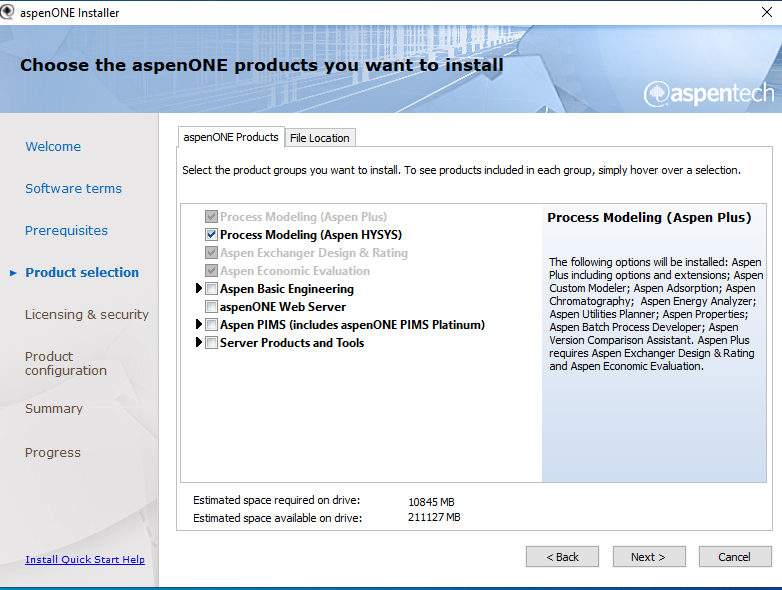 aspenONE Installer
Choose the aspenONE products you want to install
aspentech
Welcome
Software terms
Prerequisites
Product selection
Licensing & security
Product
configuration
Summary
Progress
Install Quick Start Help
aspenONE Products
File Location
Select the product groups you want to install. To see products included in each group, simply hover over a selection.
Process Modeling (Aspen Plus)
Process Modeling (Aspen HYSYS)
Aspen Exchanger Design & Rating
Aspen Economic Evaluation
Aspen Basic Engineering
aspenONE Web Server
Aspen PIMS (includes aspenONE PIMS Platinum)
Server Products and Tools
Process Modeling (Aspen Plus)
The following options will be installed: Aspen
Plus including options and extensions; Aspen
Custom Modeler; Aspen Adsorption; Aspen
Chromatography; Aspen Energy Analyzer;
Aspen Utilities Planner; Aspen Properties;
Aspen Batch Process Developer; Aspen
Version Comparison Assistant. Aspen Plus
requires Aspen Exchanger Design & Rating
and Aspen Economic Evaluation.
Estimated space required on drive: 10845 MB
Estimated space available on drive: 211127 MB
< Back
Next >
Cancel